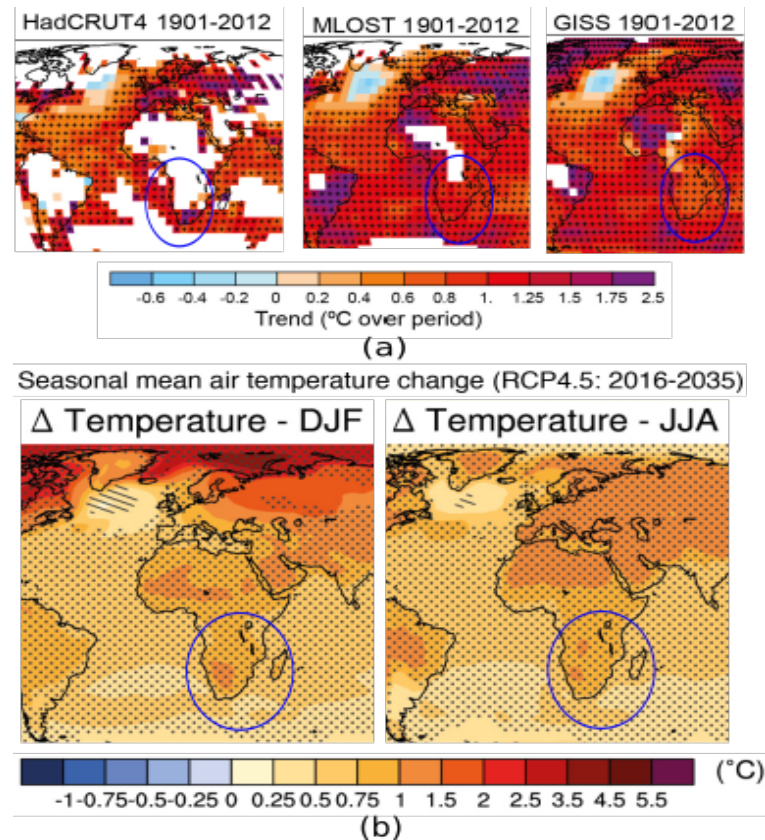 HadCRUT4 1901-2012 MLOST 1901-2012 GISS 1901-2012
-0.6 -0.4 -0.2 0 0.2 0.4 0.6 0.8 1. 1.25 1.5 1.75 2.5
Trend (ºC over period)
(a)
Seasonal mean air temperature change (RCP4.5: 2016-2035)
Δ Temperature - DJF Δ Temperature - JJA
(°C)
-1 -0.75 -0.5 -0.25 0 0.25 0.5 0.75 1 1.5 2 2.5 3.5 4.5 5.5
(b)